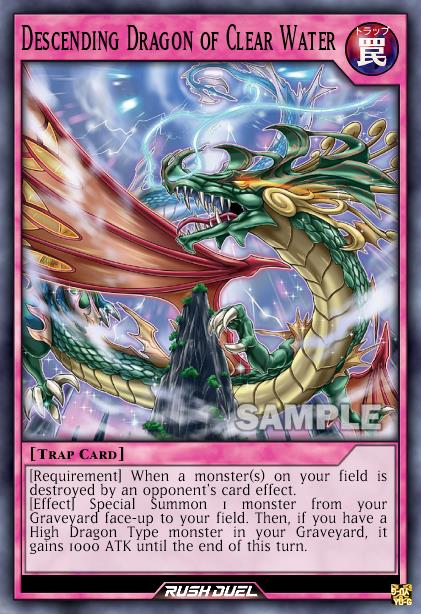 DESCENDING DRAGON OF CLEAR WATER
トラップ
罠
SAMPLE
[TRAP CARD]
[Requirement] When a monster(s) on your field is
destroyed by an opponent's card effect.
[Effect] Special Summon 1 monster from your
Graveyard face-up to your field. Then, if you have a
High Dragon Type monster in your Graveyard, it
gains 1000 ATK until the end of this turn.
RUSH DUEL